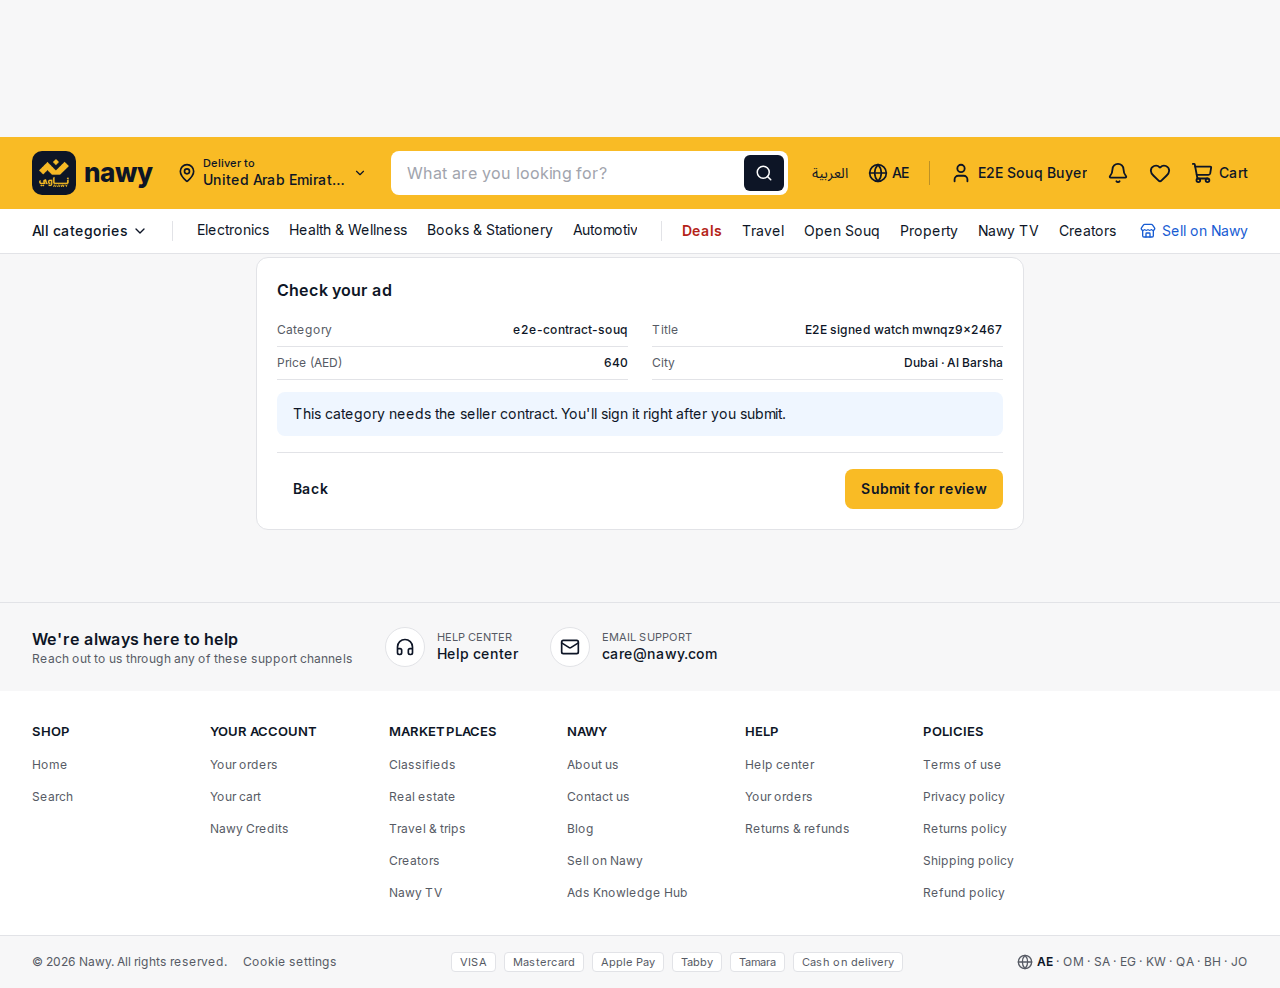 نـــاوي
NAWY
nawy
Deliver to
United Arab Emirat...
What are you looking for?
العربية
AE
E2E Souq Buyer
Cart
All categories
Electronics
Health & Wellness
Books & Stationery
Automotiv
Deals
Travel
Open Souq
Property
Nawy TV
Creators
Sell on Nawy
Check your ad
Category
e2e-contract-souq
Title
E2E signed watch mwnqz9×2467
Price (AED)
640
City
Dubai · Al Barsha
This category needs the seller contract. You'll sign it right after you submit.
Back
Submit for review
We're always here to help
Reach out to us through any of these support channels
HELP CENTER
Help center
EMAIL SUPPORT
care@nawy.com
SHOP
Home
Search
YOUR ACCOUNT
Your orders
Your cart
Nawy Credits
MARKETPLACES
Classifieds
Real estate
Travel & trips
Creators
Nawy TV
NAWY
About us
Contact us
Blog
Sell on Nawy
Ads Knowledge Hub
HELP
Help center
Your orders
Returns & refunds
POLICIES
Terms of use
Privacy policy
Returns policy
Shipping policy
Refund policy
© 2026 Nawy. All rights reserved.
Cookie settings
VISA
Mastercard
Apple Pay
Tabby
Tamara
Cash on delivery
AE · OM · SA · EG · KW · QA · BH · JO